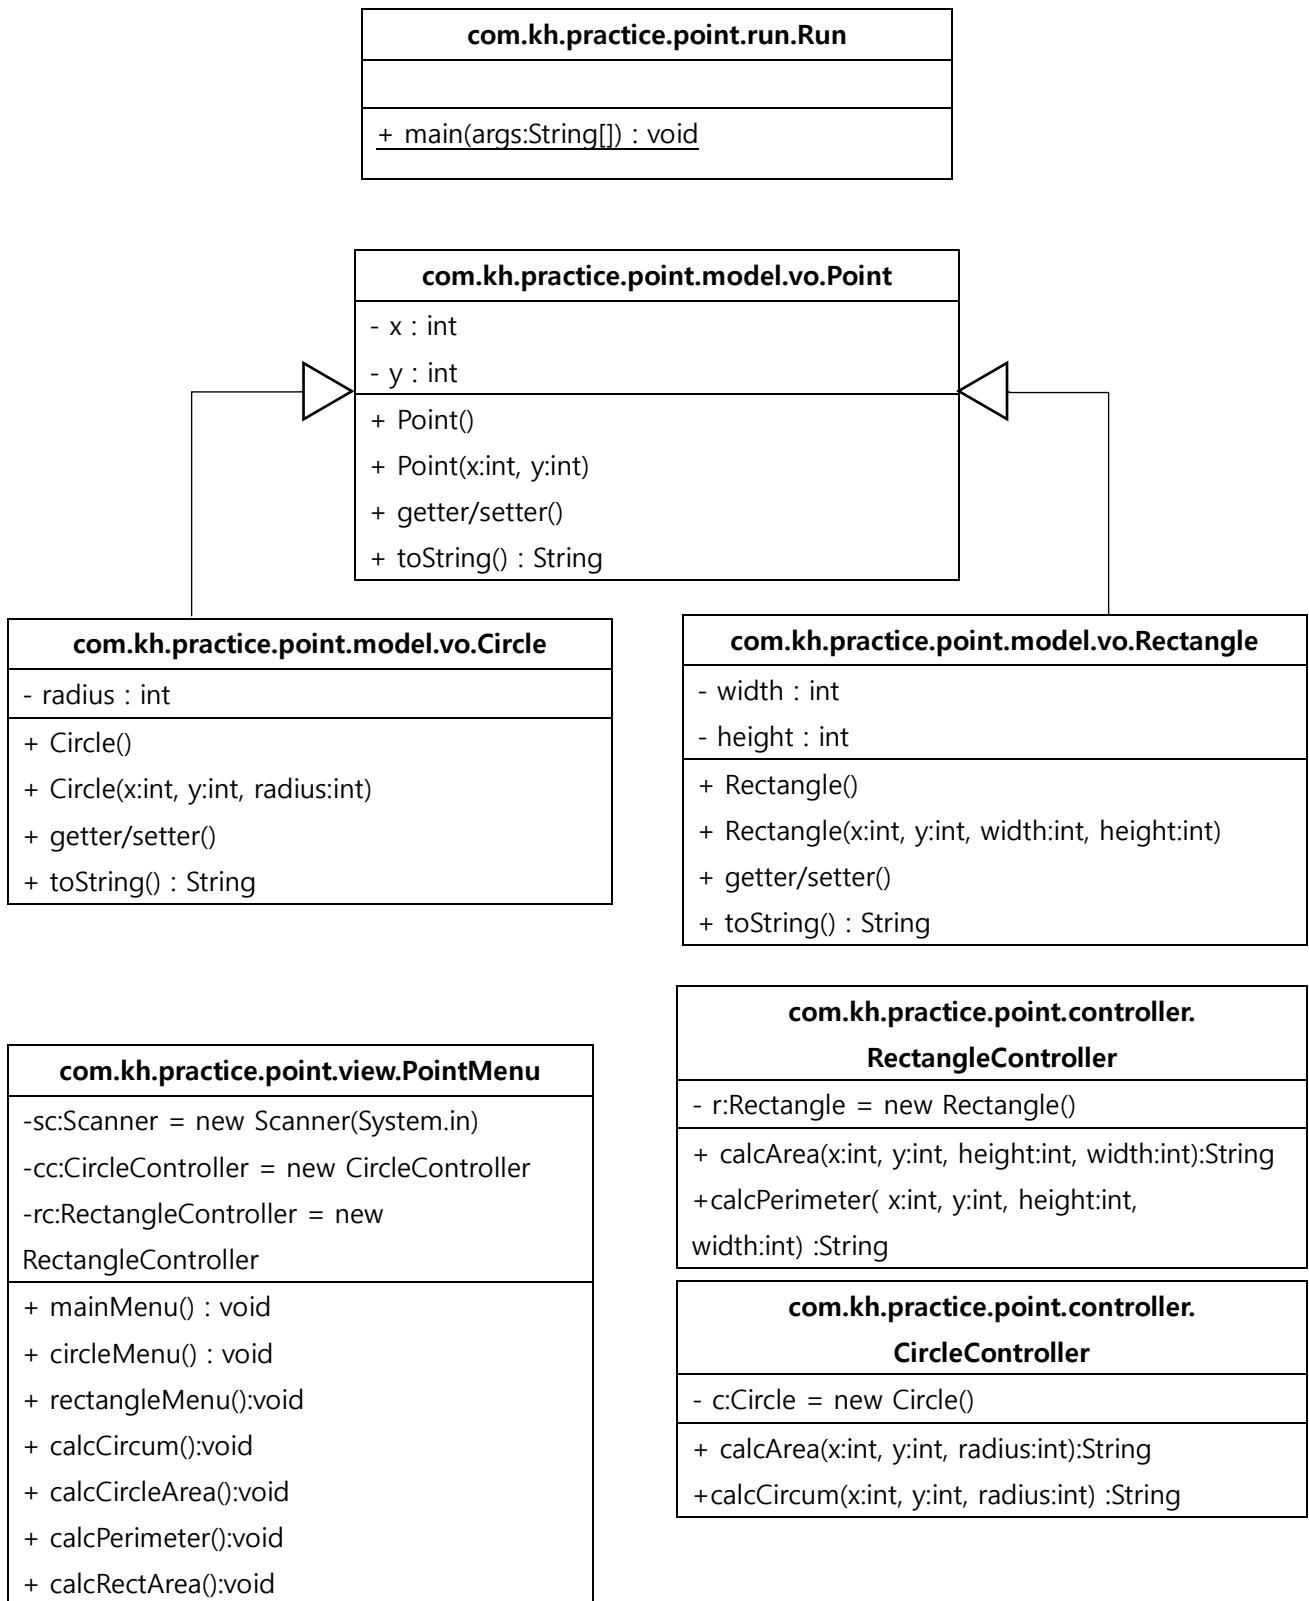 com.kh.practice.point.run.Run
+ main(args:String[]) : void
com.kh.practice.point.model.vo.Point
- x : int
- y : int
+ Point()
+ Point(x:int, y:int)
+ getter/setter()
+ toString() : String
com.kh.practice.point.model.vo.Circle
- radius : int
+ Circle()
+ Circle(x:int, y:int, radius:int)
+ getter/setter()
+ toString() : String
com.kh.practice.point.model.vo.Rectangle
- width : int
- height : int
+ Rectangle()
+ Rectangle(x:int, y:int, width:int, height:int)
+ getter/setter()
+ toString() : String
com.kh.practice.point.view.PointMenu
-sc:Scanner = new Scanner(System.in)
-cc:CircleController = new CircleController
-rc:RectangleController = new
RectangleController
+ mainMenu() : void
+ circleMenu() : void
+ rectangleMenu():void
+ calcCircum():void
+ calcCircleArea():void
+ calcPerimeter():void
+ calcRectArea():void
com.kh.practice.point.controller.
RectangleController
- r:Rectangle = new Rectangle()
+ calcArea(x:int, y:int, height:int, width:int):String
+calcPerimeter( x:int, y:int, height:int,
width:int) :String
com.kh.practice.point.controller.
CircleController
- c:Circle = new Circle()
+ calcArea(x:int, y:int, radius:int):String
+calcCircum(x:int, y:int, radius:int) :String